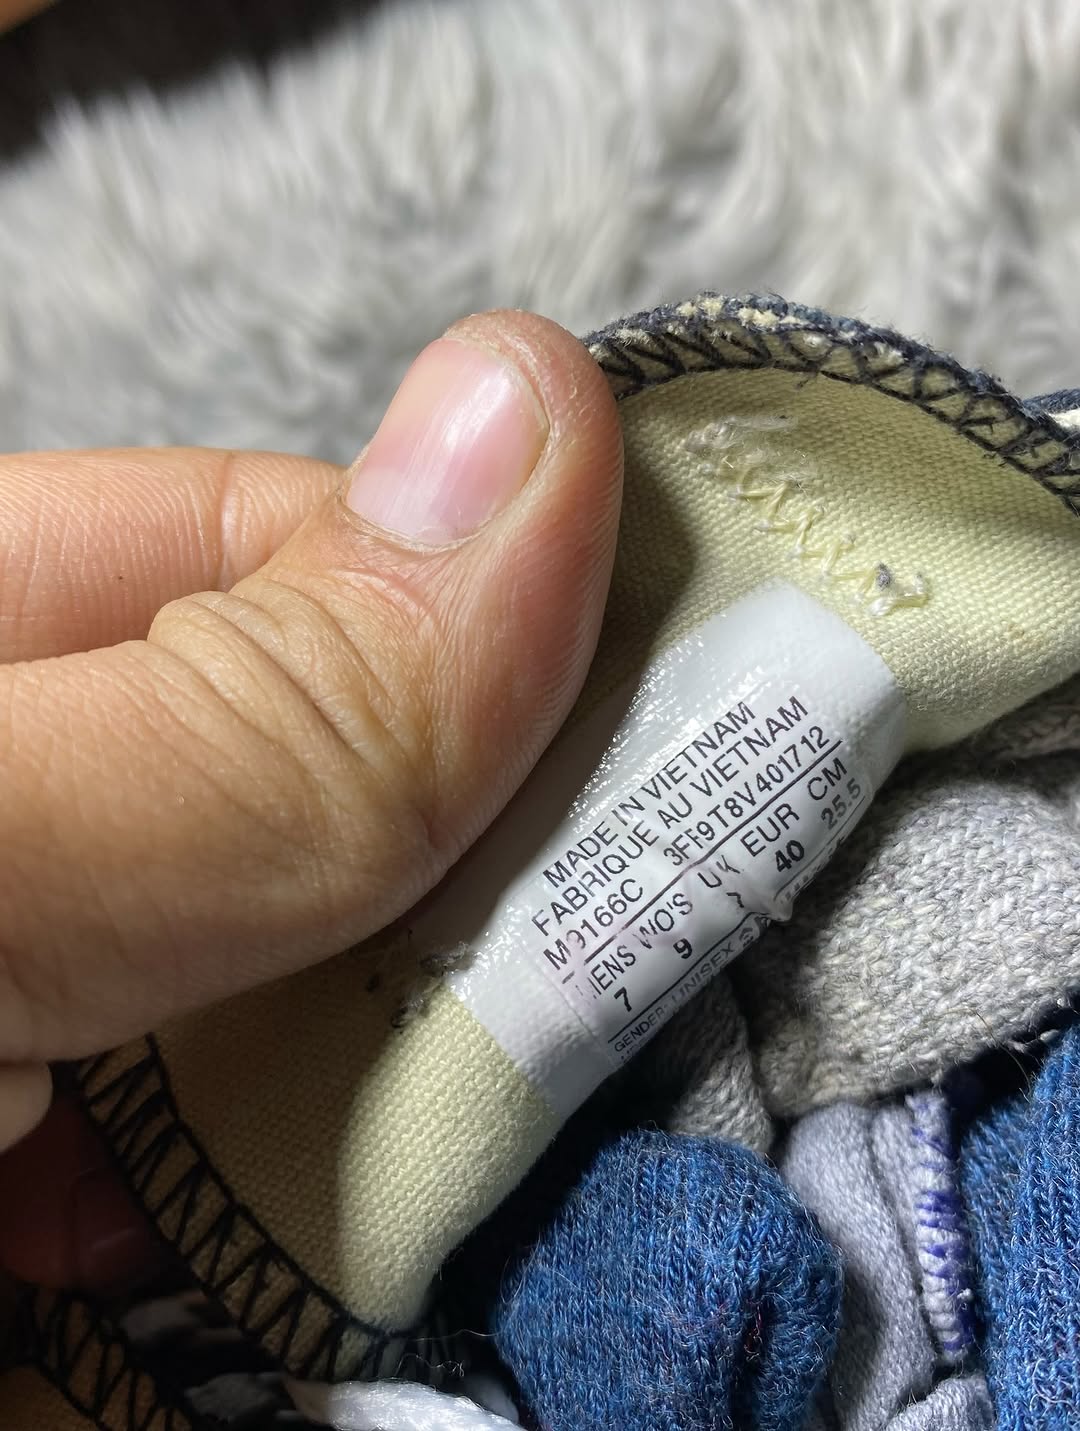 MADE IN VIETNAM
FABRIQUE AU VIETNAM
M9166C 3FF9T8V401712
MENS WO'S UK EUR CM
7 9 7 40 25.5
GENDER: UNISEX